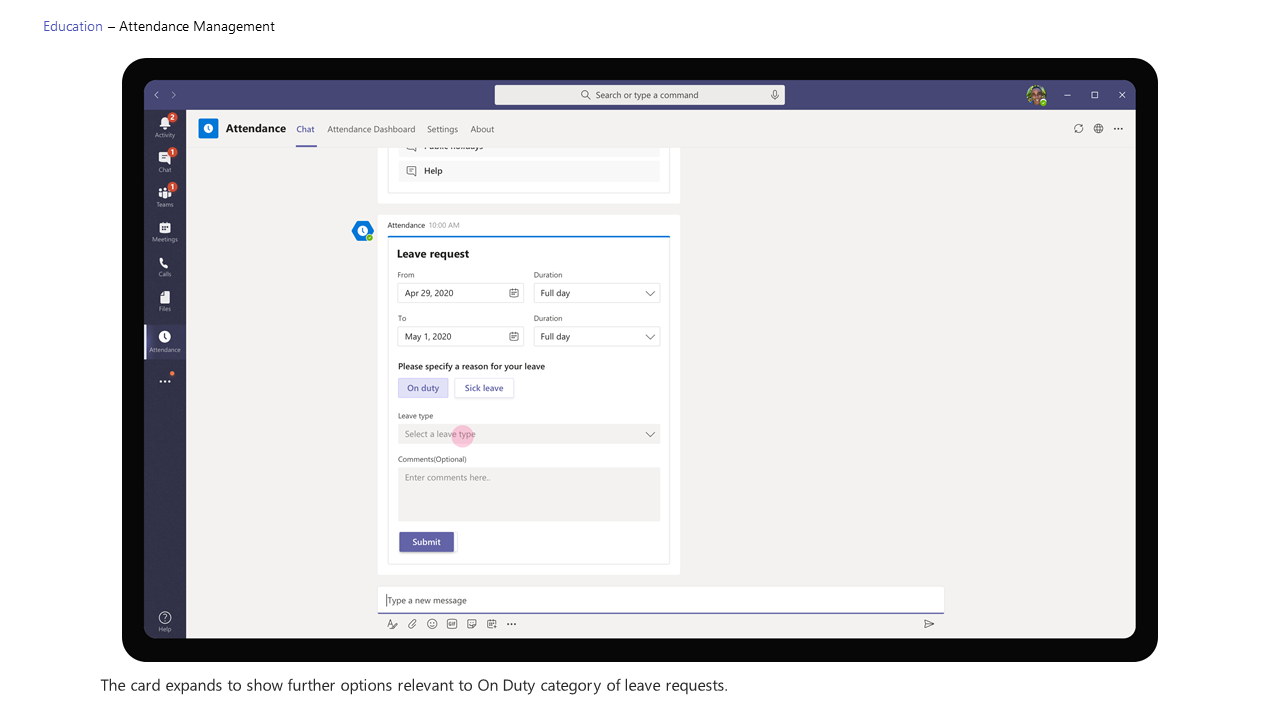 Education – Attendance Management
Search or type a command
2
Activity
Attendance Chat Attendance Dashboard Settings About
1
Chat
1
Teams
Meetings
Calls
Files
Attendance
Help
Public holidays
Help
Attendance 10:00 AM
Leave request
From Duration
Apr 29, 2020 Full day
To Duration
May 1, 2020 Full day
Please specify a reason for your leave
On duty Sick leave
Leave type
Select a leave type
Comments(Optional)
Enter comments here..
Submit
Type a new message
GIF
The card expands to show further options relevant to On Duty category of leave requests.